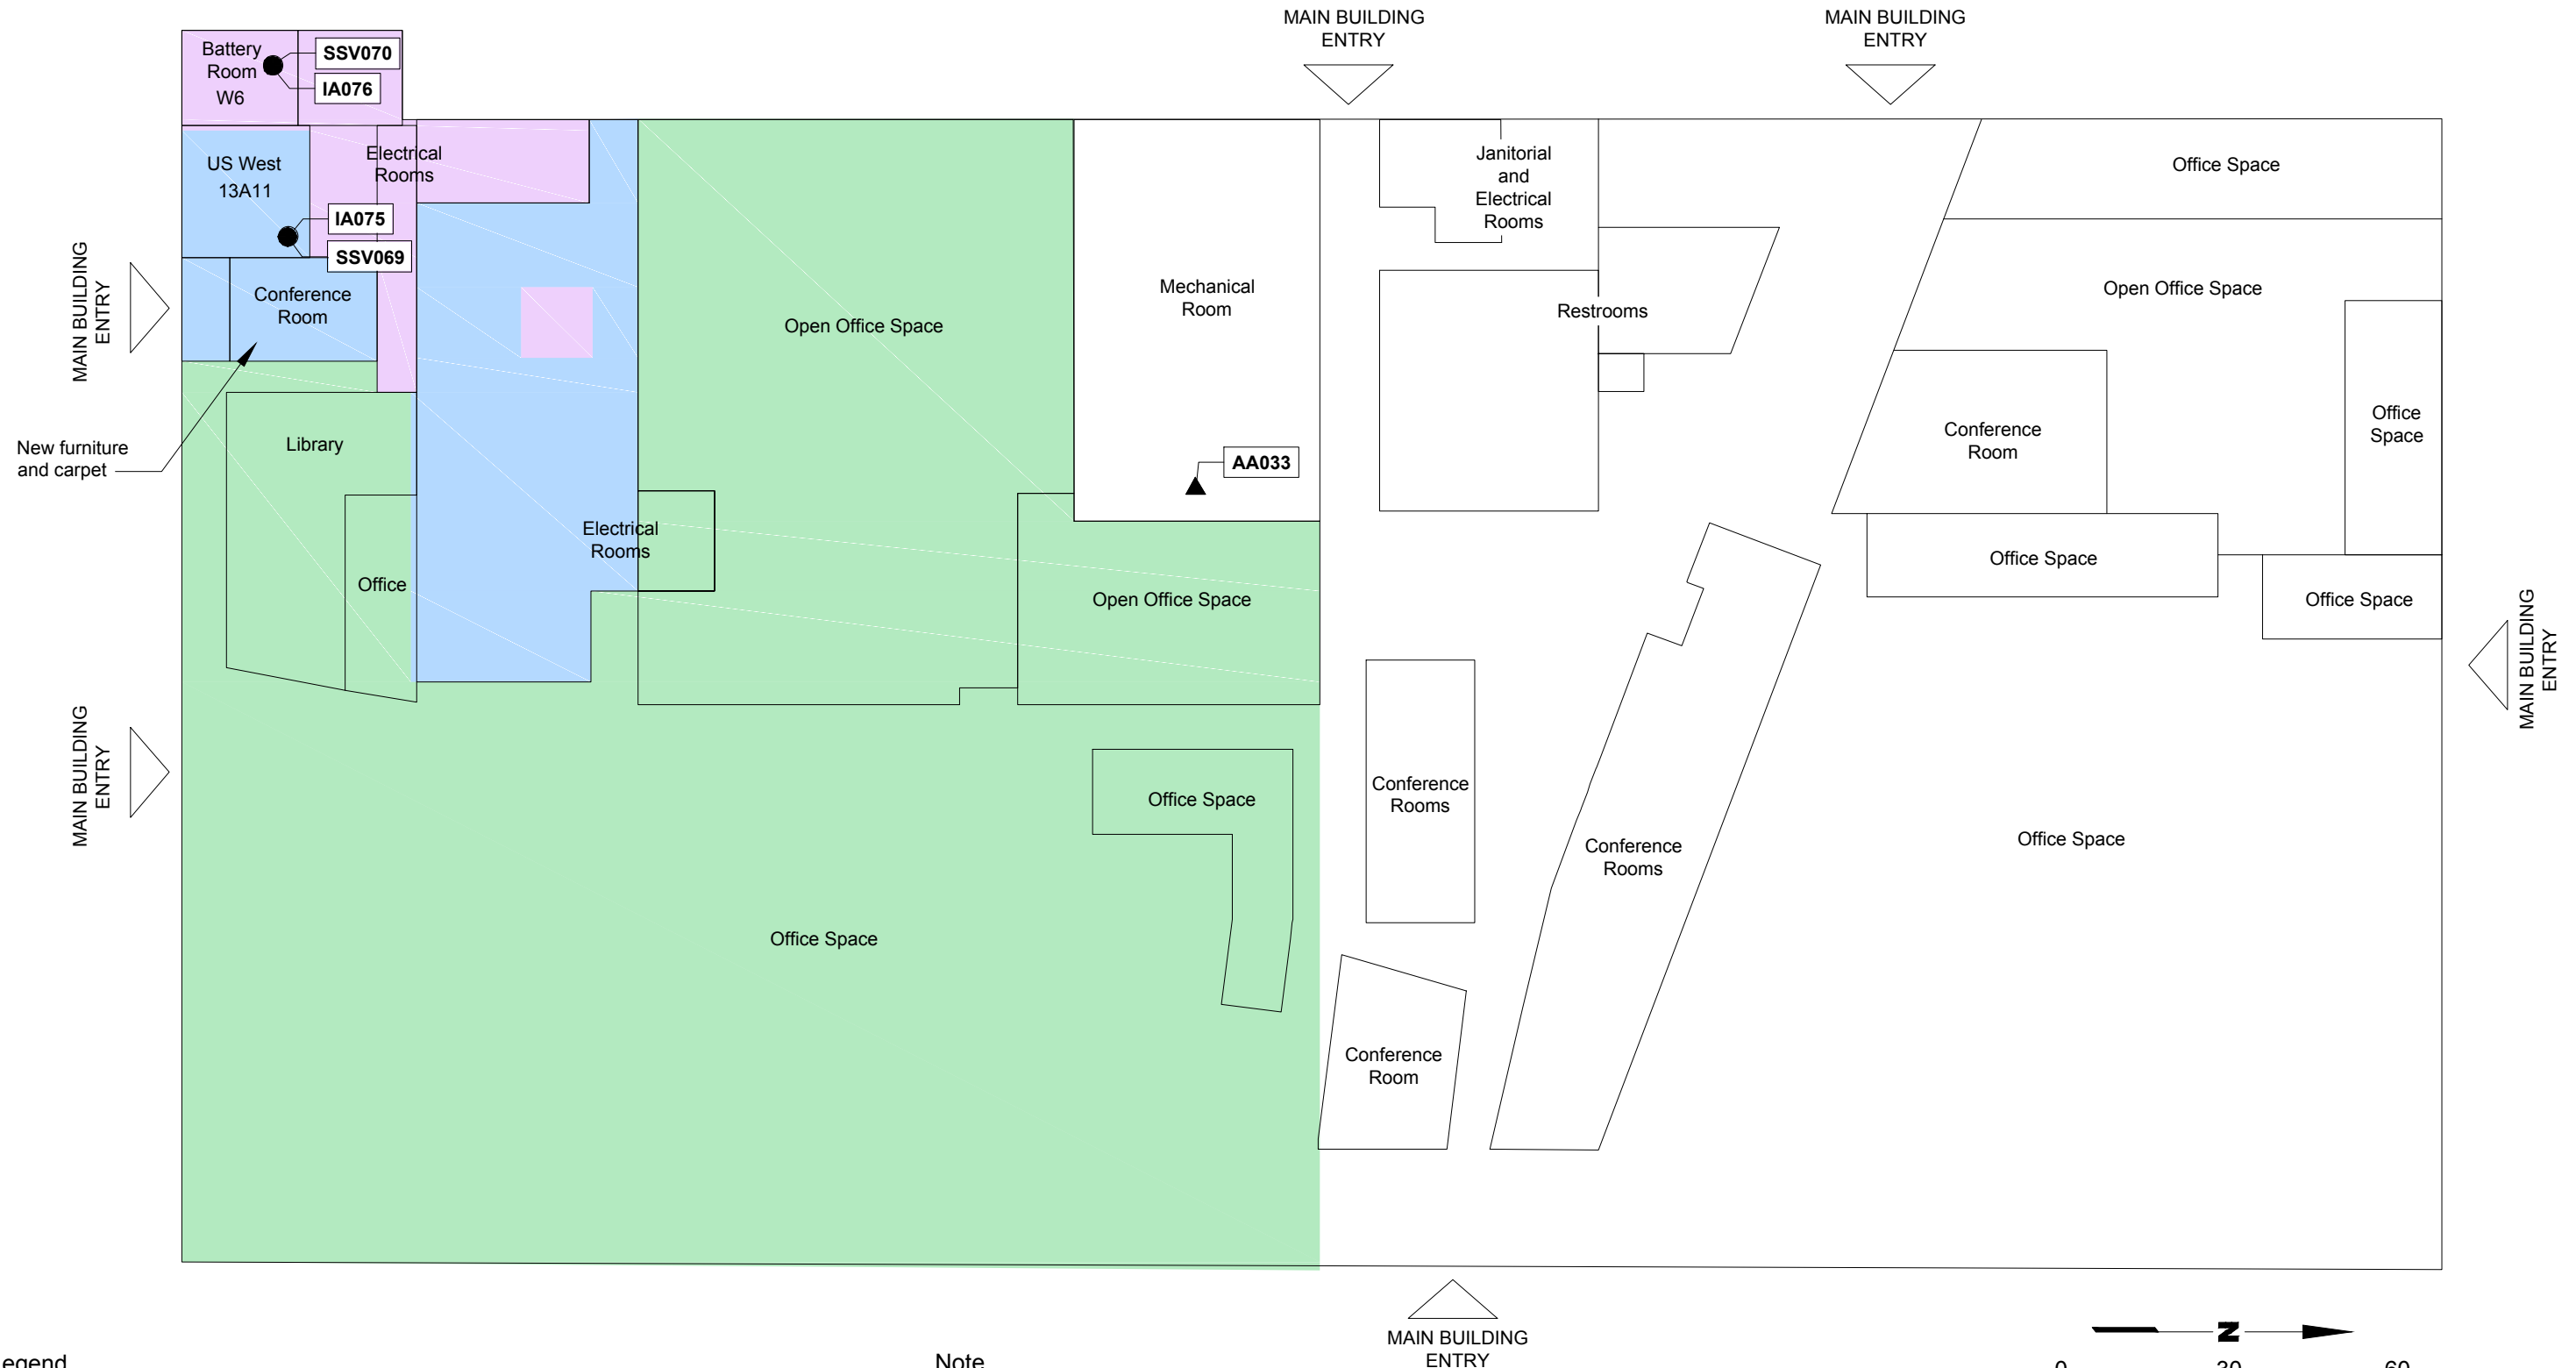 MAIN BUILDING
ENTRY
MAIN BUILDING
ENTRY
Battery
Room
W6
SSV070
IA076
Electrical
Rooms
US West
13A11
IA075
SSV069
Conference
Room
MAIN BUILDING
ENTRY
New furniture
and carpet
Library
Office
Electrical
Rooms
Open Office Space
Mechanical
Room
AA033
Open Office Space
Janitorial
and
Electrical
Rooms
Restrooms
Office Space
Open Office Space
Conference
Room
Office
Space
Office Space
Office Space
MAIN BUILDING
ENTRY
MAIN BUILDING
ENTRY
Office Space
Office Space
Conference
Rooms
Conference
Rooms
Office Space
Conference
Room
MAIN BUILDING
ENTRY
N
0 30 60
egend
Note